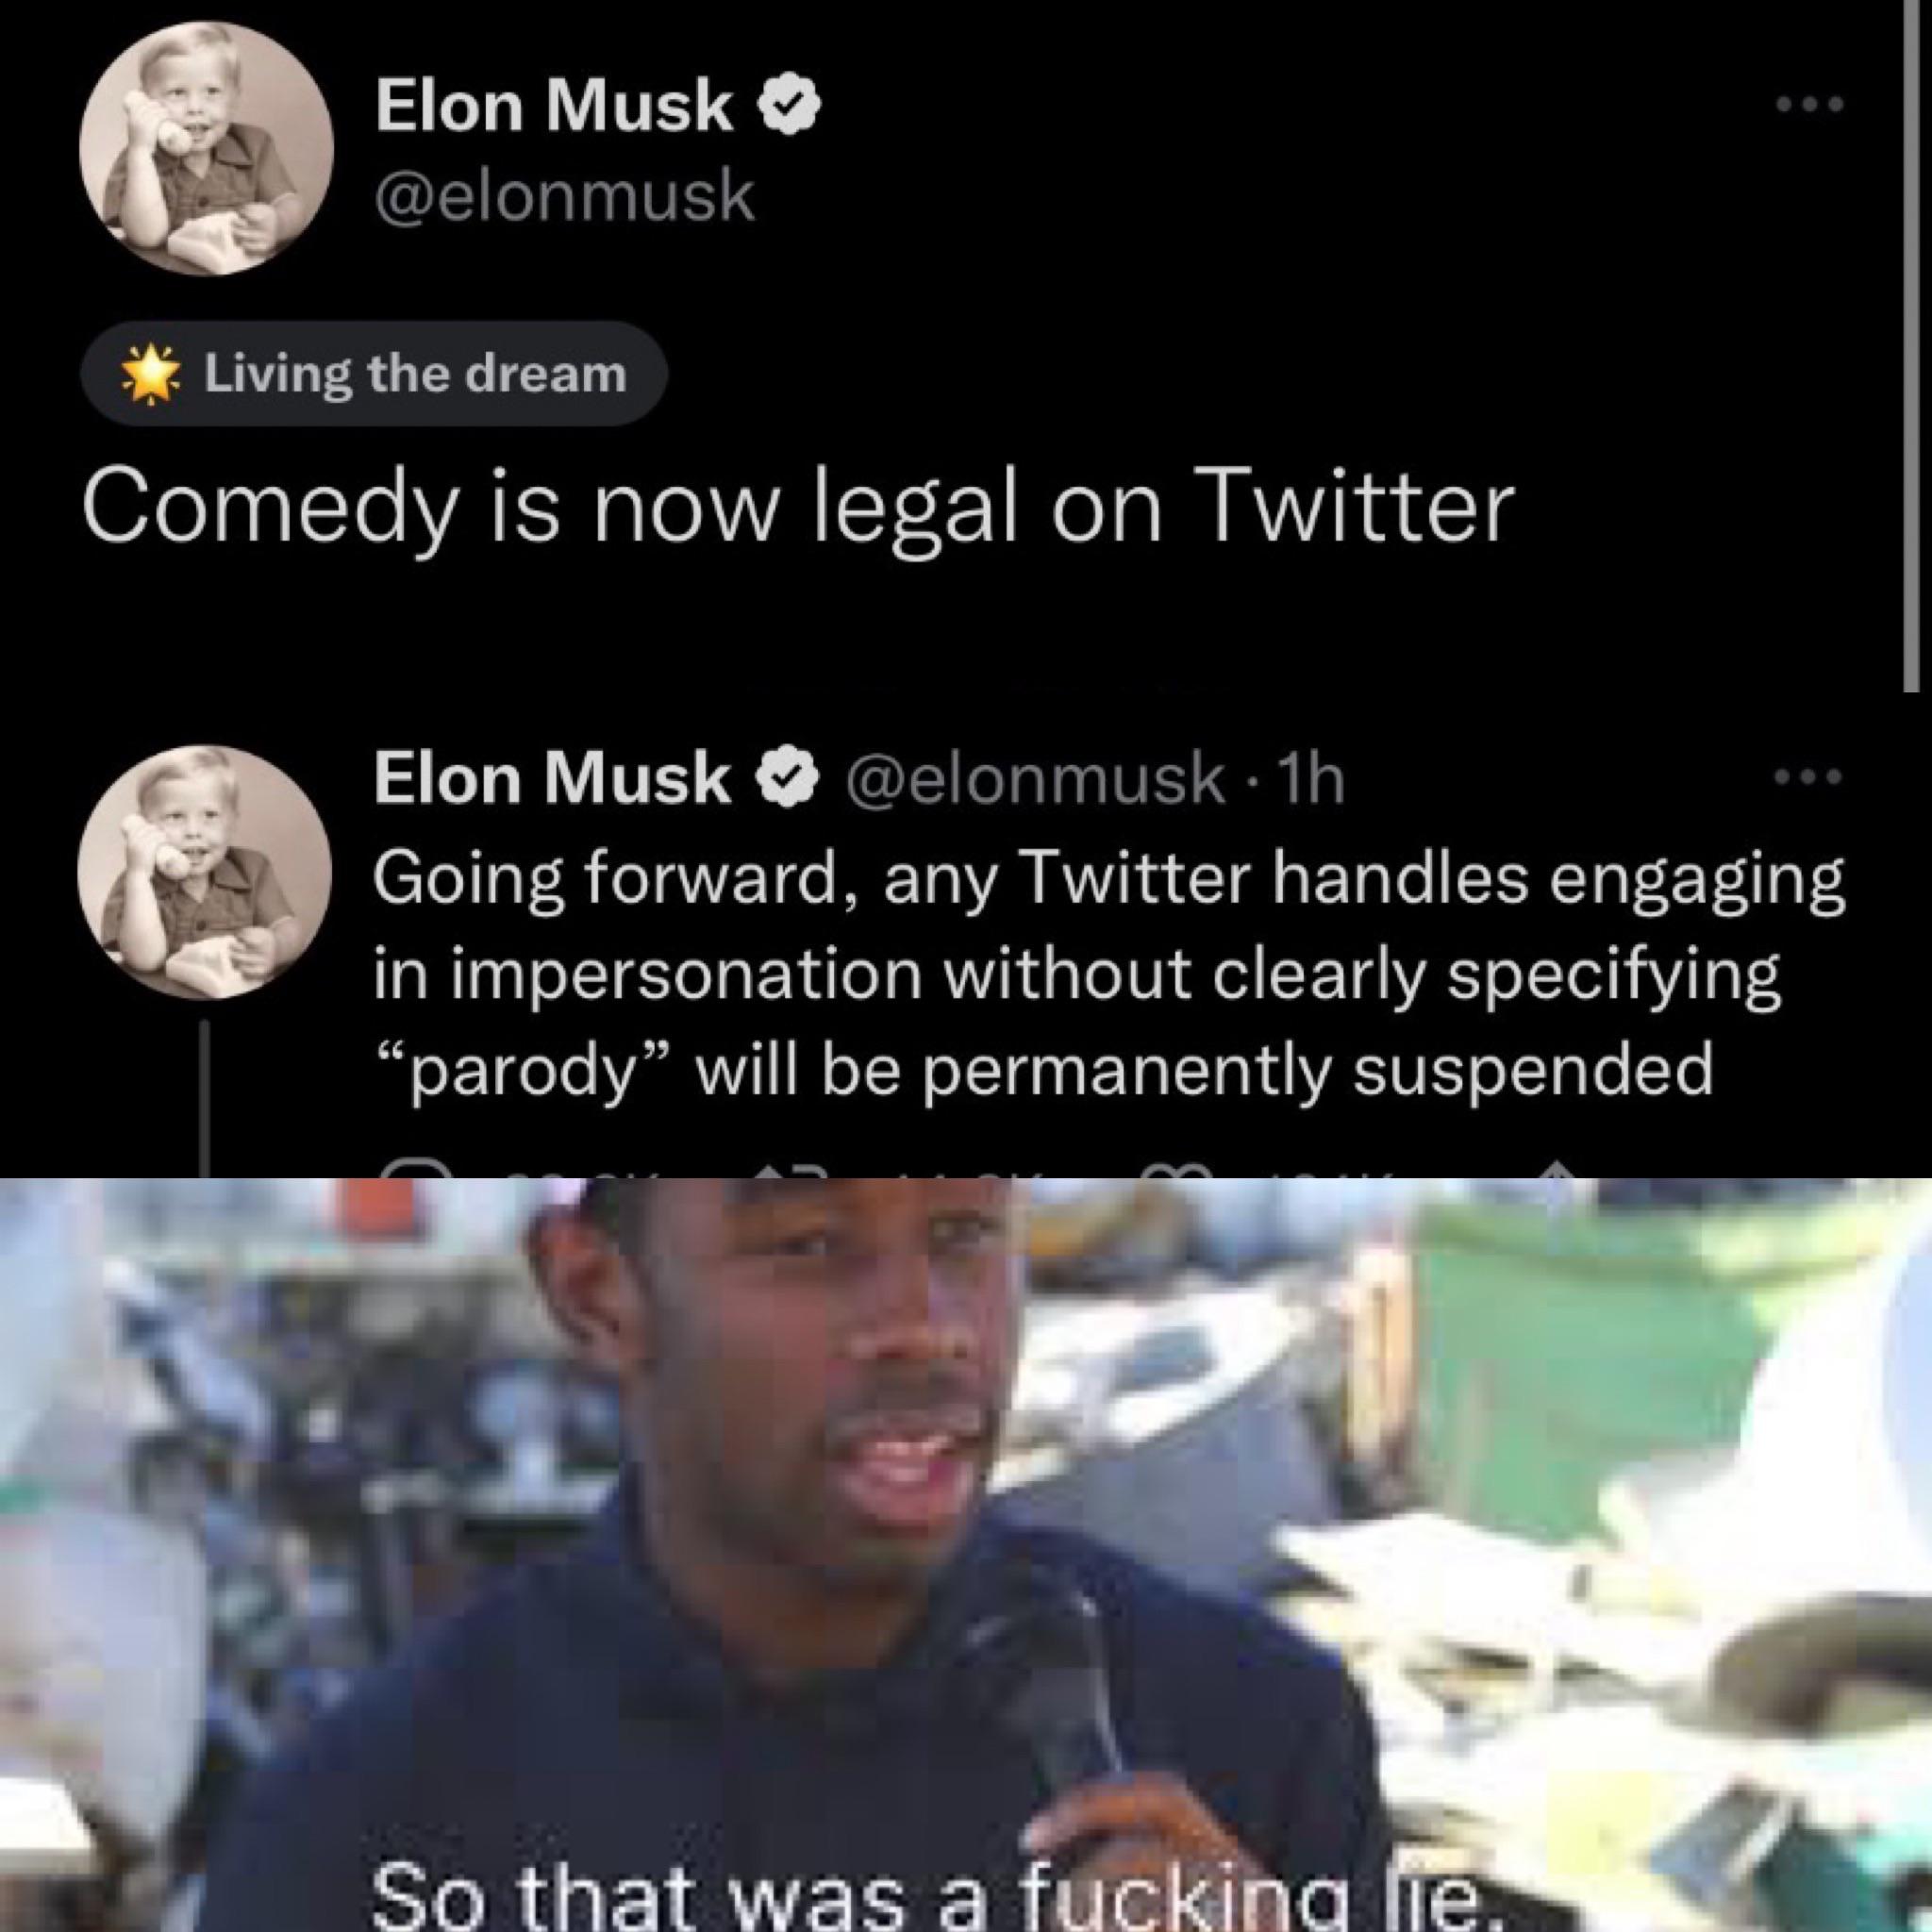 Elon Musk
@elonmusk
🌟 Living the dream
Comedy is now legal on Twitter
Elon Musk @elonmusk · 1h
Going forward, any Twitter handles engaging
in impersonation without clearly specifying
“parody” will be permanently suspended
So that was a fucking lie.